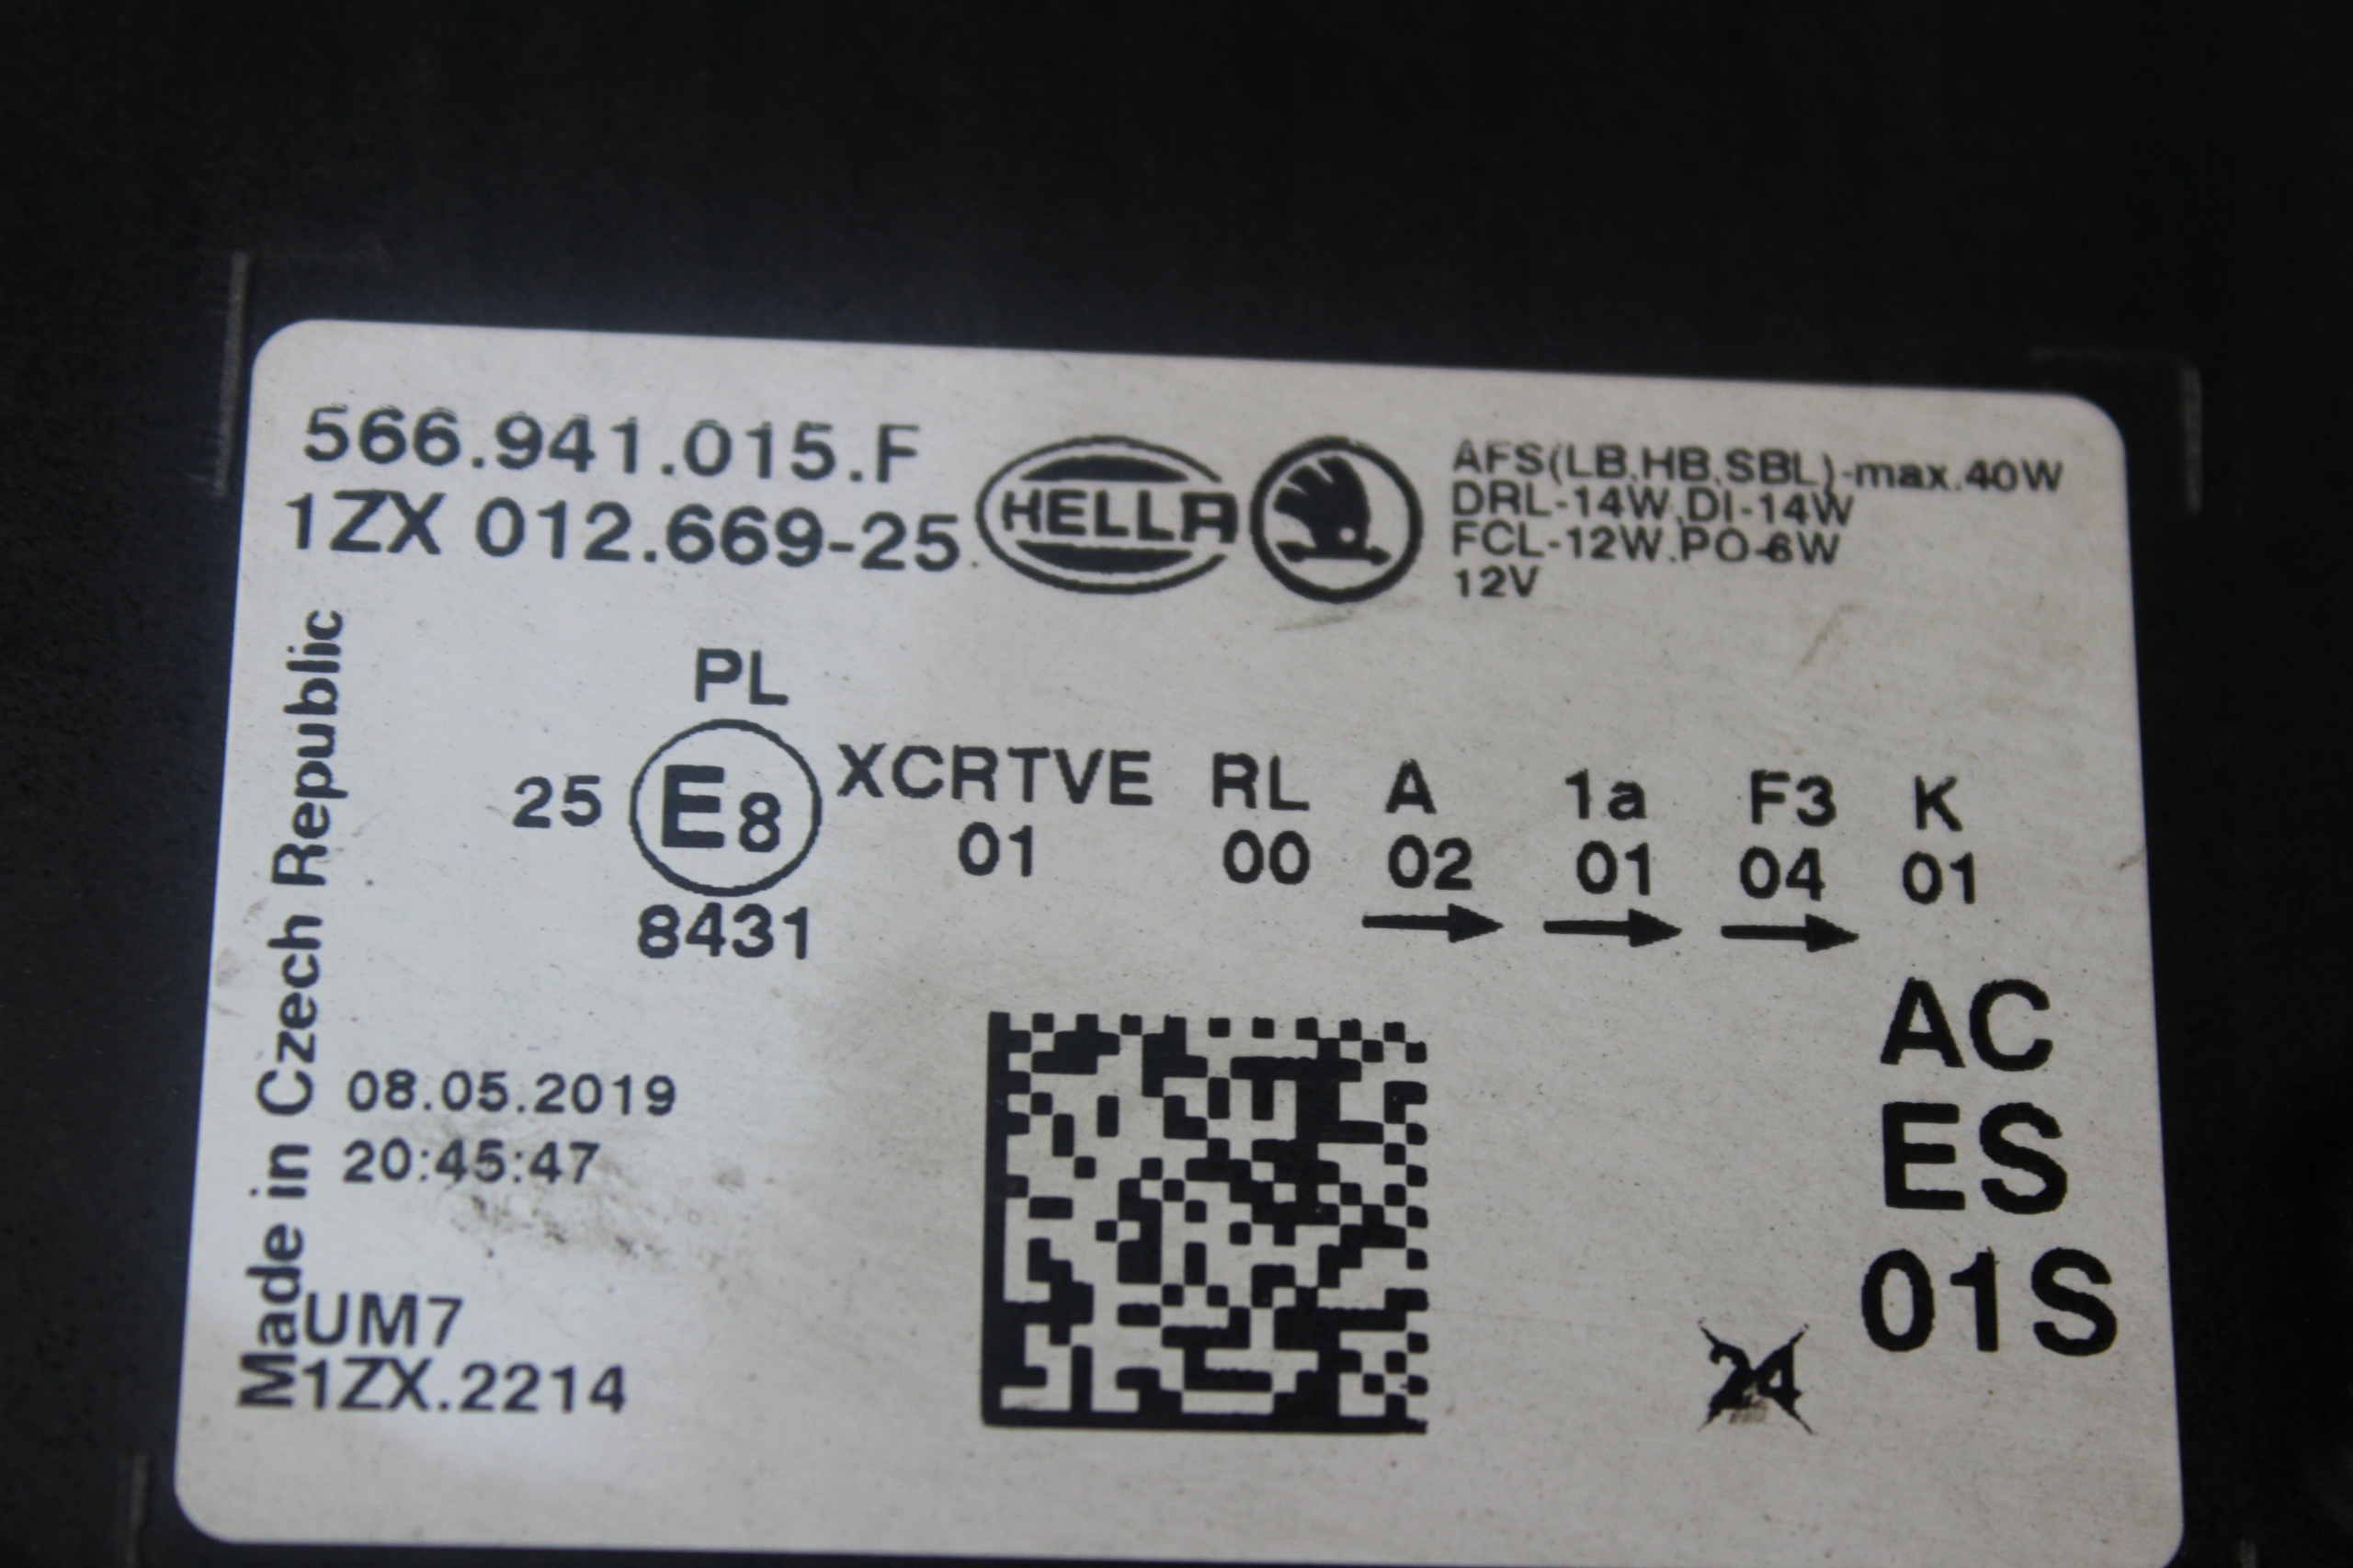 566.941.015.F
1ZX 012.669-25
HELLA
AFS(LB,HB,SBL)-max.40W
DRL-14W,DI-14W
FCL-12W,PO-6W
12V
Made in Czech Republic
PL
25 E8 XCRTVE RL A 1a F3 K
01 00 02 01 04 01
8431
AC
ES
01S
08.05.2019
20:45:47
UM7
1ZX.2214
24